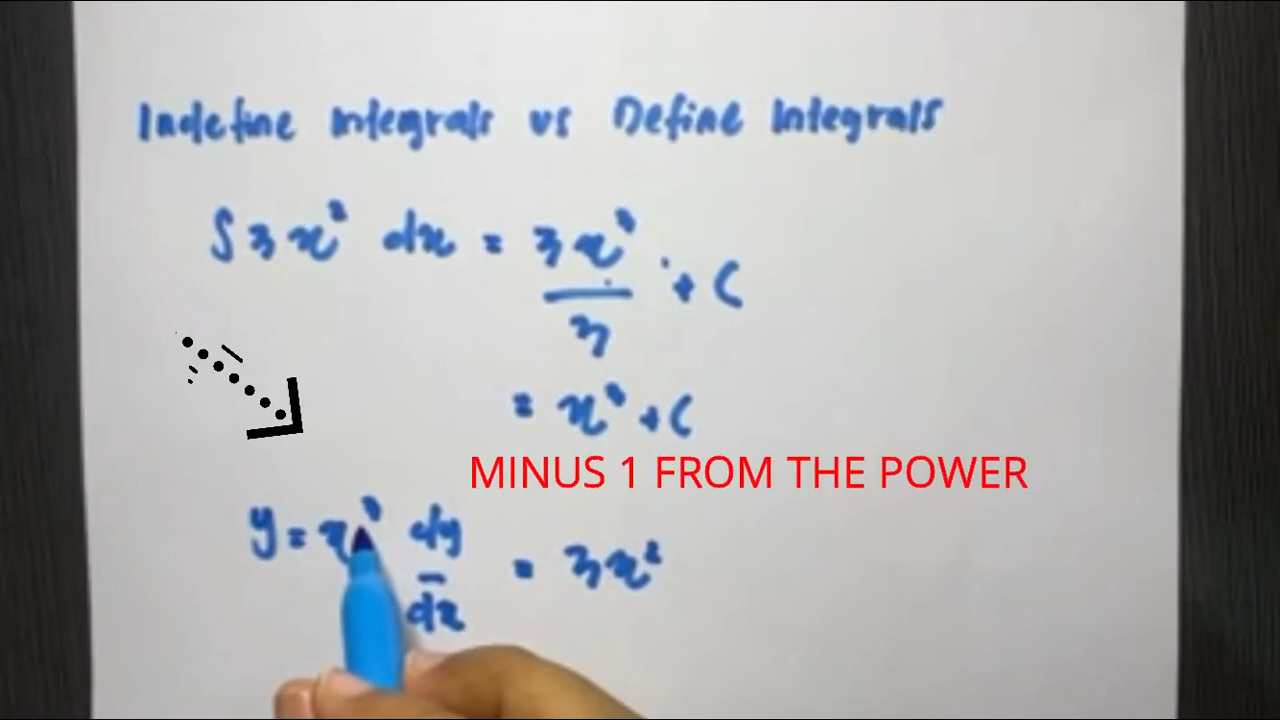 Indefine Integrals vs Define Integrals
∫3x² dx = 3x³/3 + C
= x³ + C
MINUS 1 FROM THE POWER
y = x³ dy/dx = 3x²